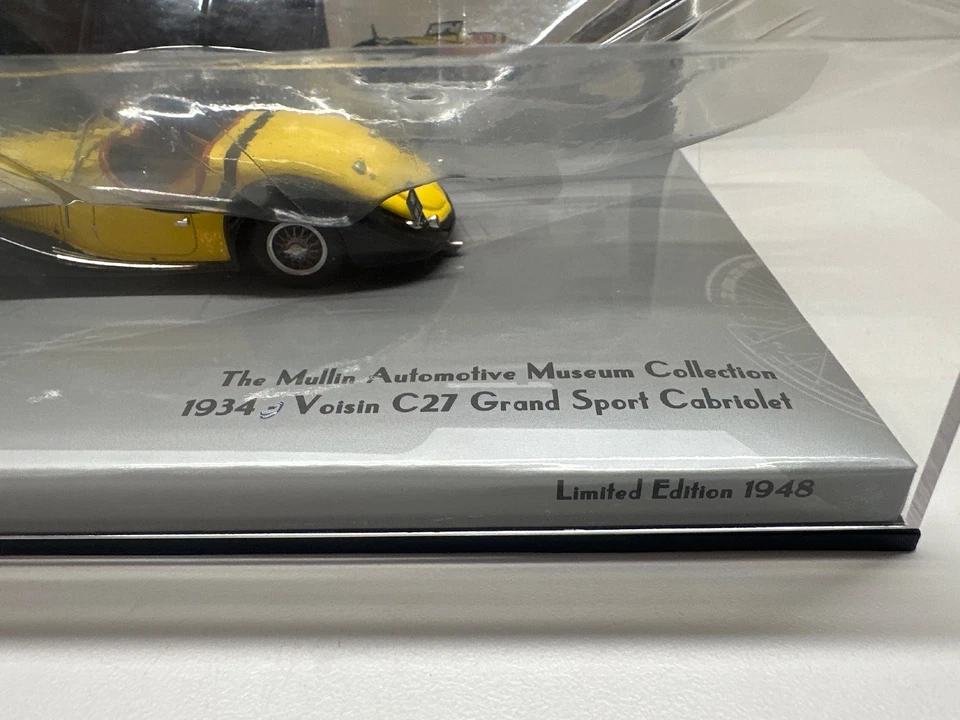 The Mullin Automotive Museum Collection
1934 Voisin C27 Grand Sport Cabriolet
Limited Edition 1948